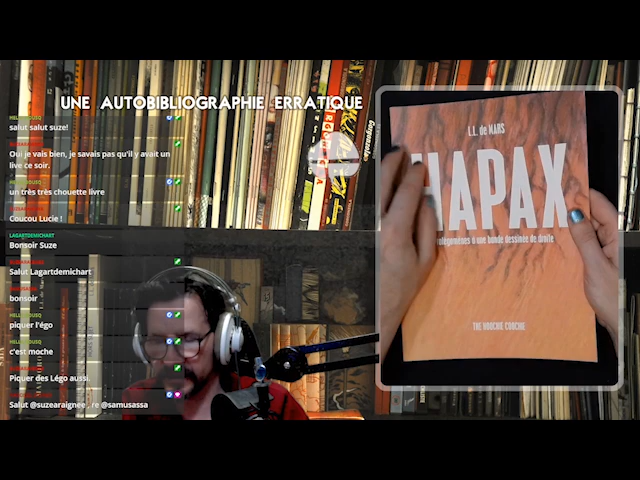 UNE AUTOBIBLIOGRAPHIE ERRATIQUE
salut salut suze!
Oui je vais bien, je savais pas qu'il y avait un
live ce soir.
un très très chouette livre
Coucou Lucie !
LAGARTDEMICHART
Bonsoir Suze
Salut Lagartdemichart
bonsoir
piquer l'égo
c'est moche
Piquer des Légo aussi.
Salut @suzearaignee , re @samusassa
L.L. de MARS
HAPAX
prolégomènes à une bande dessinée de droite
THE HOOCHIE COOCHIE